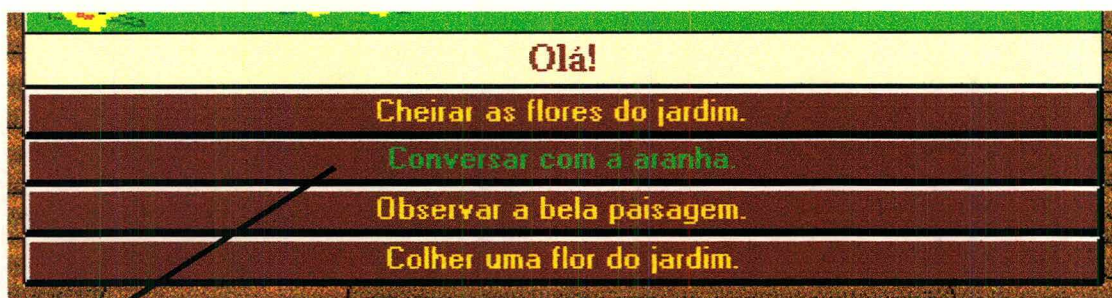 Olá!
Cheirar as flores do jardim.
Conversar com a aranha.
Observar a bela paisagem.
Colher uma flor do jardim.